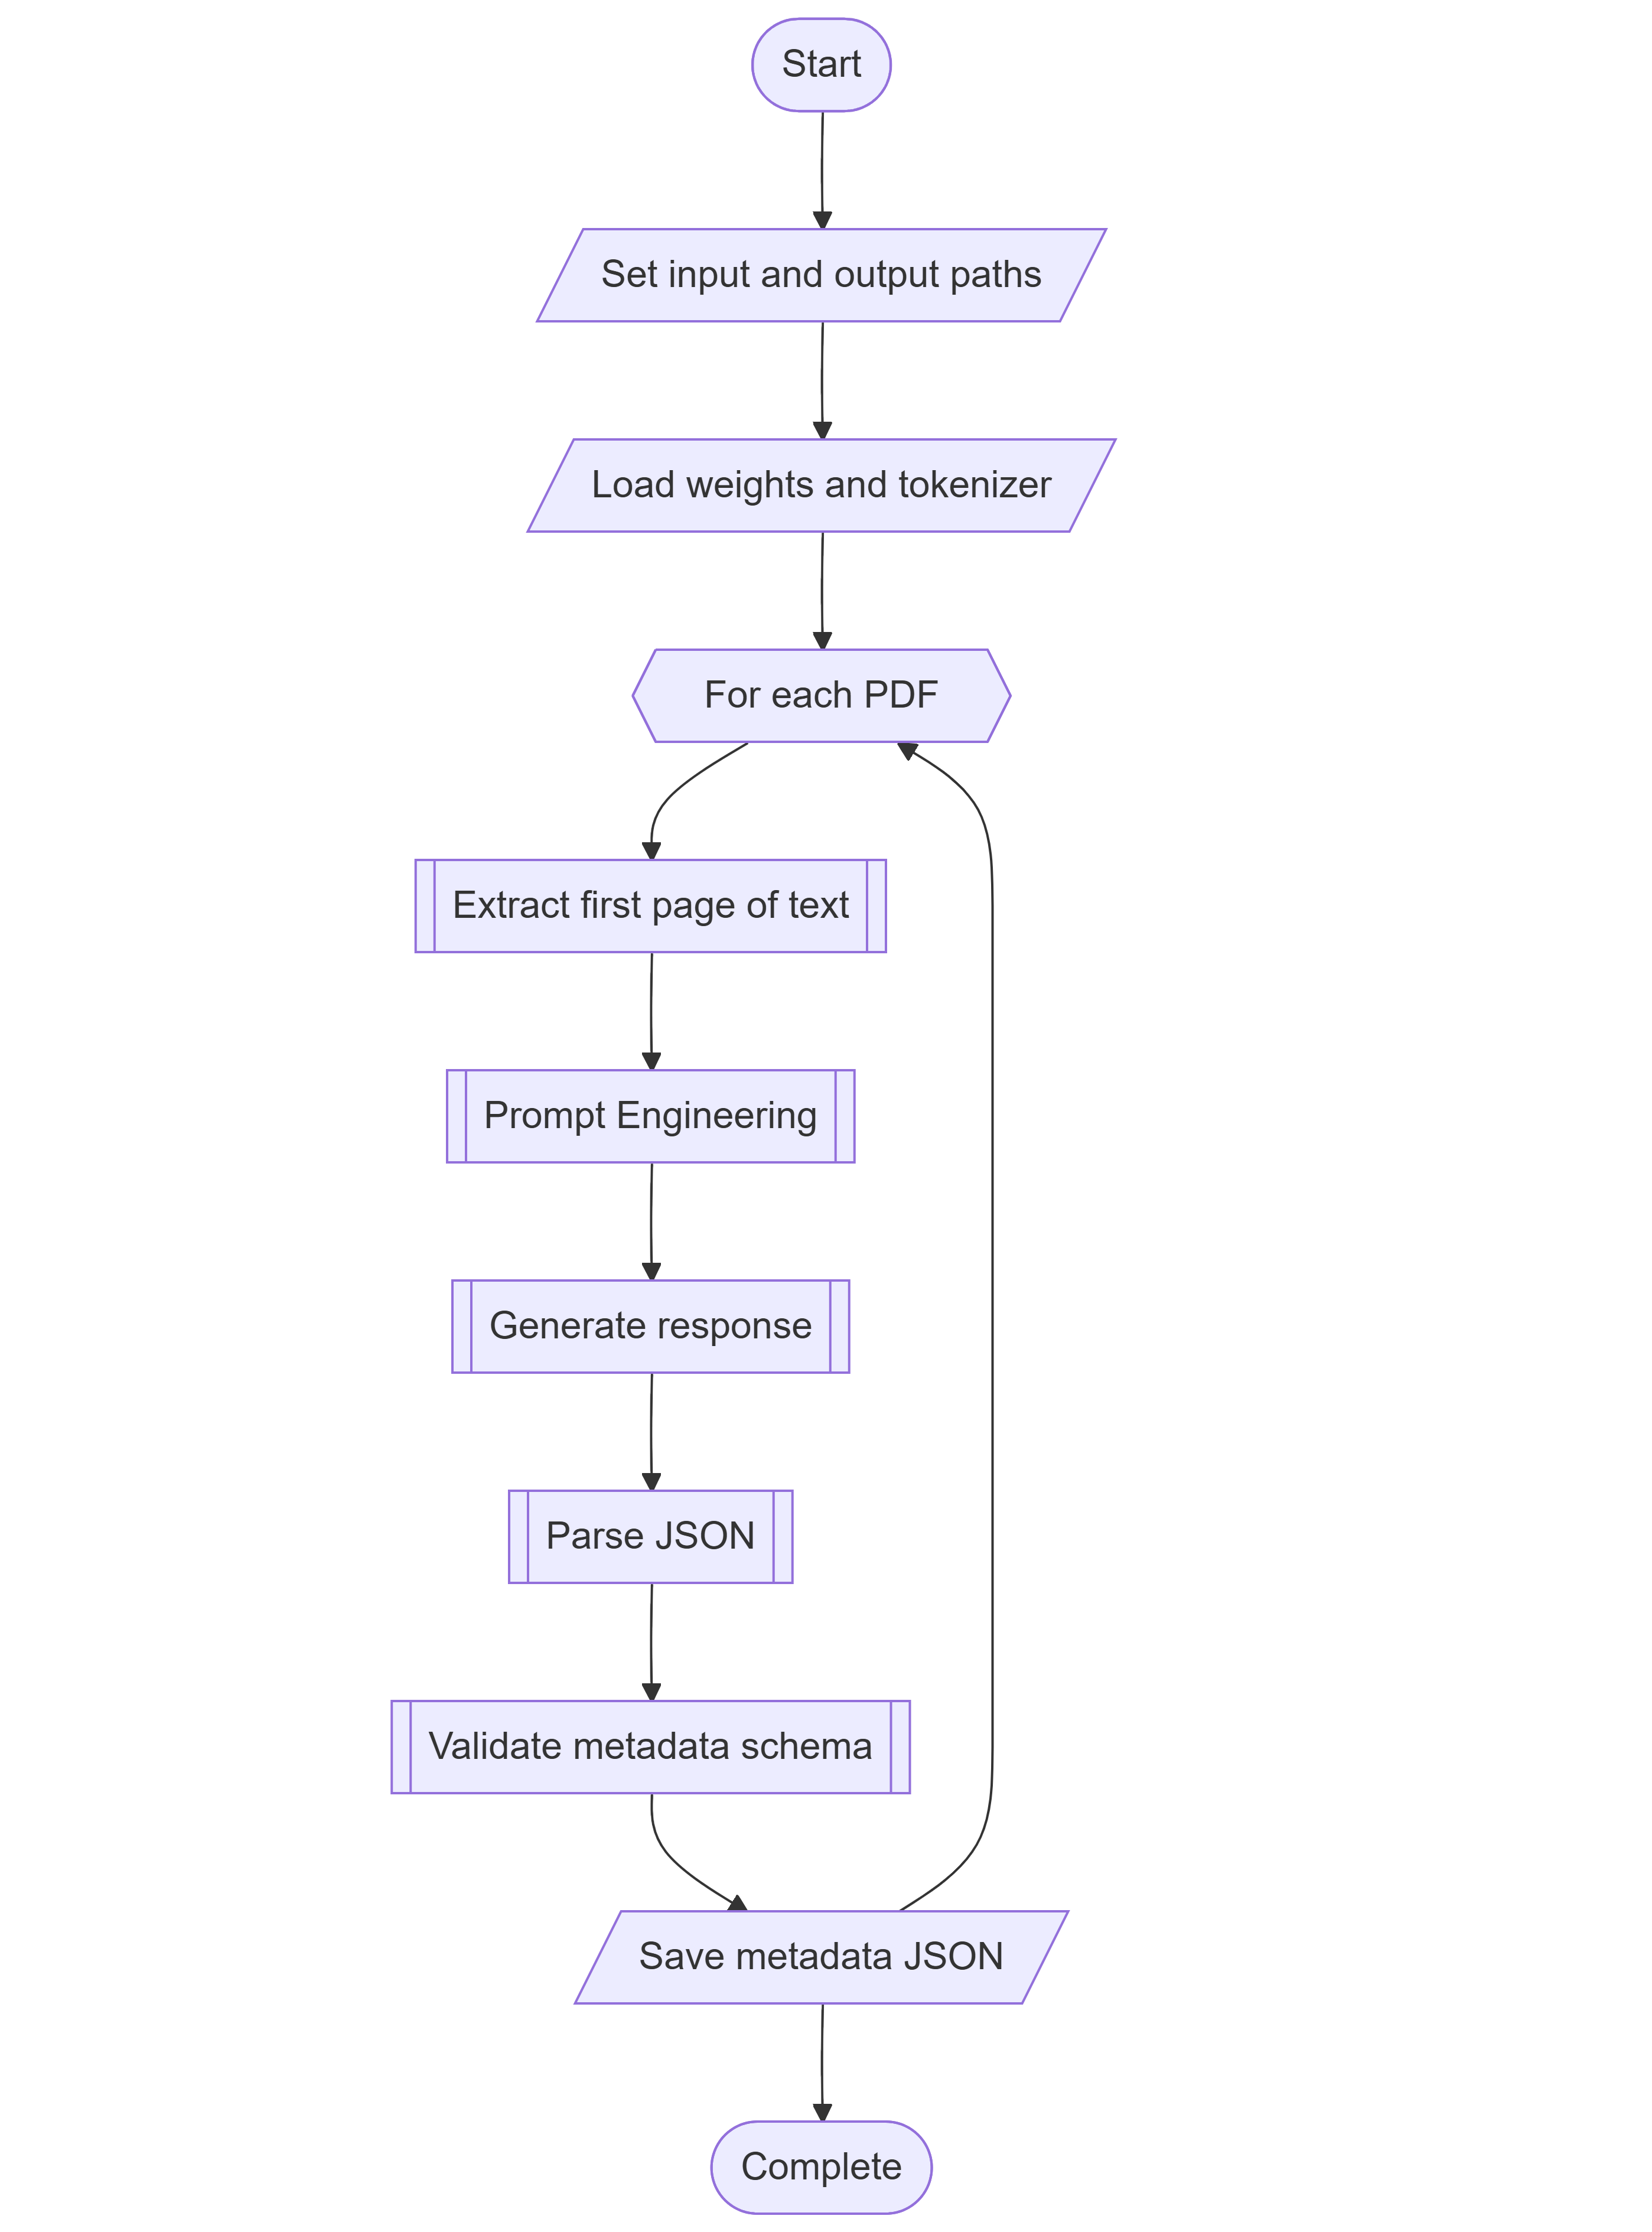 Start
Set input and output paths
Load weights and tokenizer
For each PDF
Extract first page of text
Prompt Engineering
Generate response
Parse JSON
Validate metadata schema
Save metadata JSON
Complete